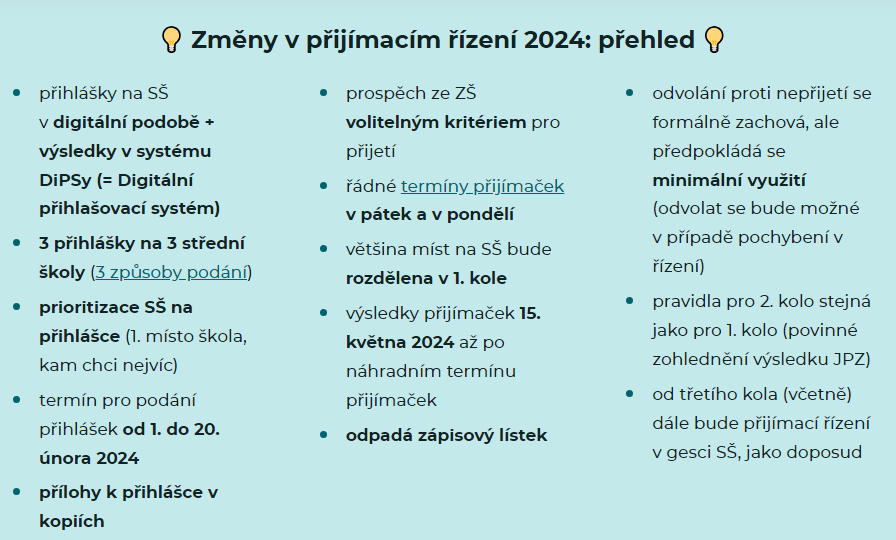 Změny v přijímacím řízení 2024: přehled
přihlášky na SŠ
v digitální podobě +
výsledky v systému
DiPSy (= Digitální
přihlašovací systém)
3 přihlášky na 3 střední
školy (3 způsoby podání)
prioritizace SŠ na
přihlášce (1. místo škola,
kam chci nejvíc)
termín pro podání
přihlášek od 1. do 20.
února 2024
přílohy k přihlášce v
kopiích
prospěch ze ZŠ
volitelným kritériem pro
přijetí
řádné termíny přijímaček
v pátek a v pondělí
většina míst na SŠ bude
rozdělena v 1. kole
výsledky přijímaček 15.
května 2024 až po
náhradním termínu
přijímaček
odpadá zápisový lístek
odvolání proti nepřijetí se
formálně zachová, ale
předpokládá se
minimální využití
(odvolat se bude možné
v případě pochybení v
řízení)
pravidla pro 2. kolo stejná
jako pro 1. kolo (povinné
zohlednění výsledku JPZ)
od třetího kola (včetně)
dále bude přijímací řízení
v gesci SŠ, jako doposud